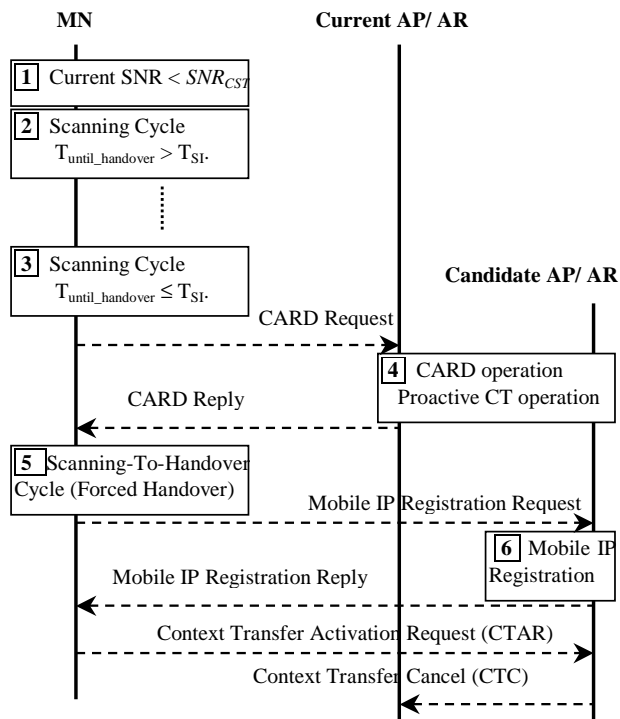 MN
Current AP/ AR
1 Current SNR < SNR_CST
2 Scanning Cycle
T_until_handover > T_SI.
3 Scanning Cycle
T_until_handover ≤ T_SI.
Candidate AP/ AR
CARD Request
4 CARD operation
Proactive CT operation
CARD Reply
5 Scanning-To-Handover
Cycle (Forced Handover)
Mobile IP Registration Request
6 Mobile IP
Registration
Mobile IP Registration Reply
Context Transfer Activation Request (CTAR)
Context Transfer Cancel (CTC)